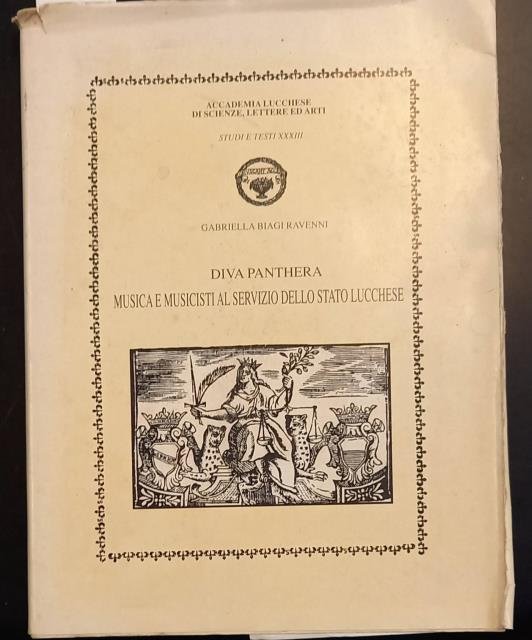 ACCADEMIA LUCCHESE
DI SCIENZE, LETTERE ED ARTI
STUDI E TESTI XXXIII
GABRIELLA BIAGI RAVENNI
DIVA PANTHERA
MUSICA E MUSICISTI AL SERVIZIO DELLO STATO LUCCHESE